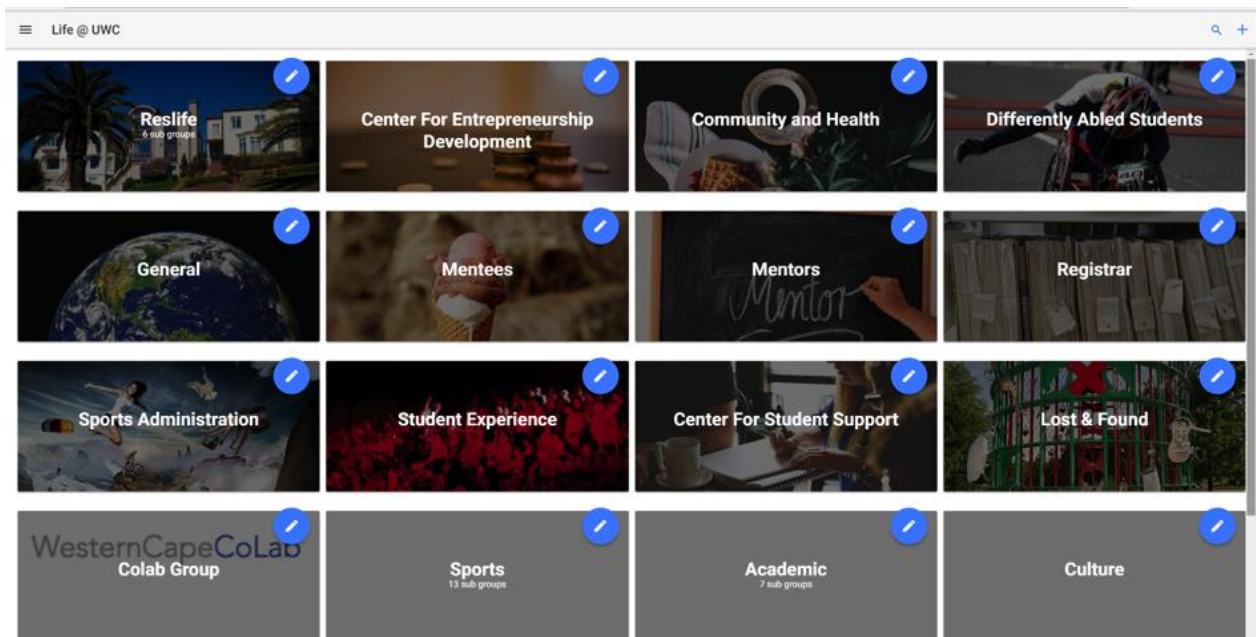 Life @ UWC
Reslife
6 sub groups
Center For Entrepreneurship
Development
Community and Health
Differently Abled Students
General
Mentees
Mentor
Mentors
Registrar
Sports Administration
Student Experience
Center For Student Support
Lost & Found
WesternCapeCoLab
Colab Group
Sports
13 sub groups
Academic
7 sub groups
Culture